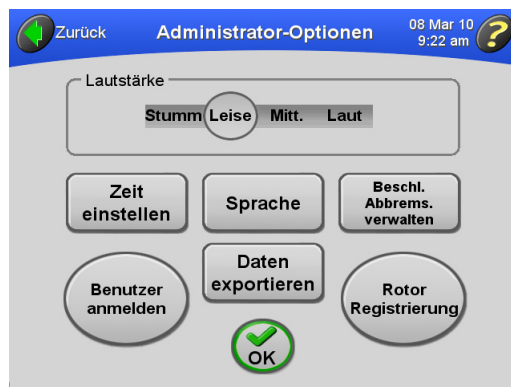 Zurück
Administrator-Optionen
08 Mar 10
9:22 am
?
Lautstärke
Stumm Leise Mitt. Laut
Zeit
einstellen
Sprache
Beschl.
Abbrems.
verwalten
Benutzer
anmelden
Daten
exportieren
Rotor
Registrierung
OK